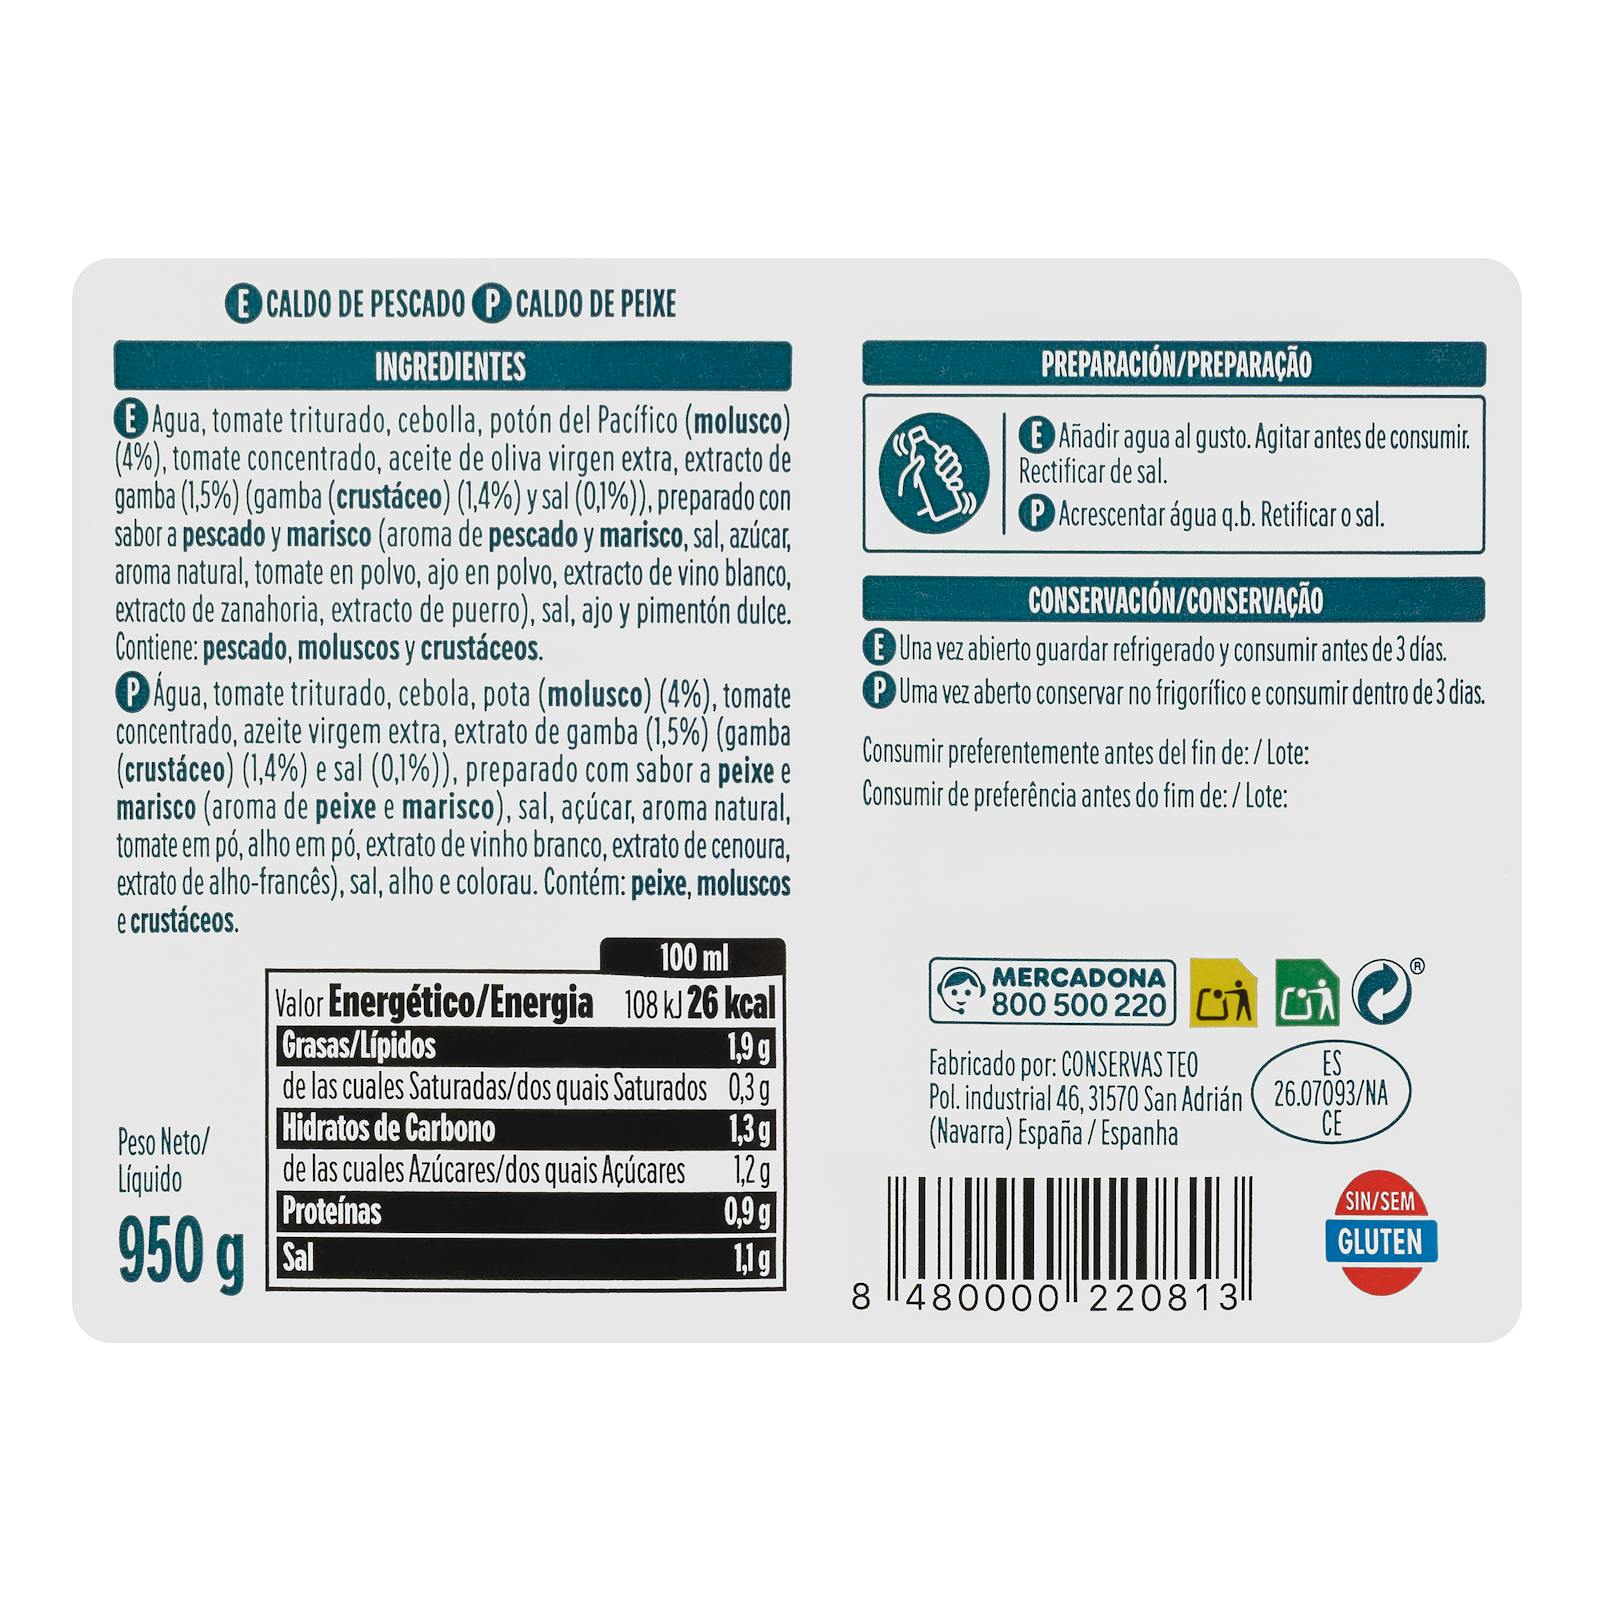 E CALDO DE PESCADO P CALDO DE PEIXE
INGREDIENTES
E Agua, tomate triturado, cebolla, potón del Pacífico (molusco)
(4%), tomate concentrado, aceite de oliva virgen extra, extracto de
gamba (1,5%) (gamba (crustáceo) (1,4%) y sal (0,1%)), preparado con
sabor a pescado y marisco (aroma de pescado y marisco, sal, azúcar,
aroma natural, tomate en polvo, ajo en polvo, extracto de vino blanco,
extracto de zanahoria, extracto de puerro), sal, ajo y pimentón dulce.
Contiene: pescado, moluscos y crustáceos.
P Água, tomate triturado, cebola, pota (molusco) (4%), tomate
concentrado, azeite virgem extra, extrato de gamba (1,5%) (gamba
(crustáceo) (1,4%) e sal (0,1%)), preparado com sabor a peixe e
marisco (aroma de peixe e marisco), sal, açúcar, aroma natural,
tomate em pó, alho em pó, extrato de vinho branco, extrato de cenoura,
extrato de alho-francês), sal, alho e colorau. Contém: peixe, moluscos
e crustáceos.
100 ml
Valor Energético/Energia 108 kJ 26 kcal
Grasas/Lípidos 1,9 g
de las cuales Saturadas/dos quais Saturados 0,3 g
Hidratos de Carbono 1,3 g
de las cuales Azúcares/dos quais Açúcares 1,2 g
Proteínas 0,9 g
Sal 1,1 g
Peso Neto/
Líquido
950 g
PREPARACIÓN/PREPARAÇÃO
E Añadir agua al gusto. Agitar antes de consumir.
Rectificar de sal.
P Acrescentar água q.b. Retificar o sal.
CONSERVACIÓN/CONSERVAÇÃO
E Una vez abierto guardar refrigerado y consumir antes de 3 días.
P Uma vez aberto conservar no frigorífico e consumir dentro de 3 dias.
Consumir preferentemente antes del fin de: / Lote:
Consumir de preferência antes do fim de: / Lote:
MERCADONA
800 500 220
®
Fabricado por: CONSERVAS TEO
Pol. industrial 46, 31570 San Adrián
(Navarra) España / Espanha
ES
26.07093/NA
CE
8 480000 220813
SIN/SEM
GLUTEN